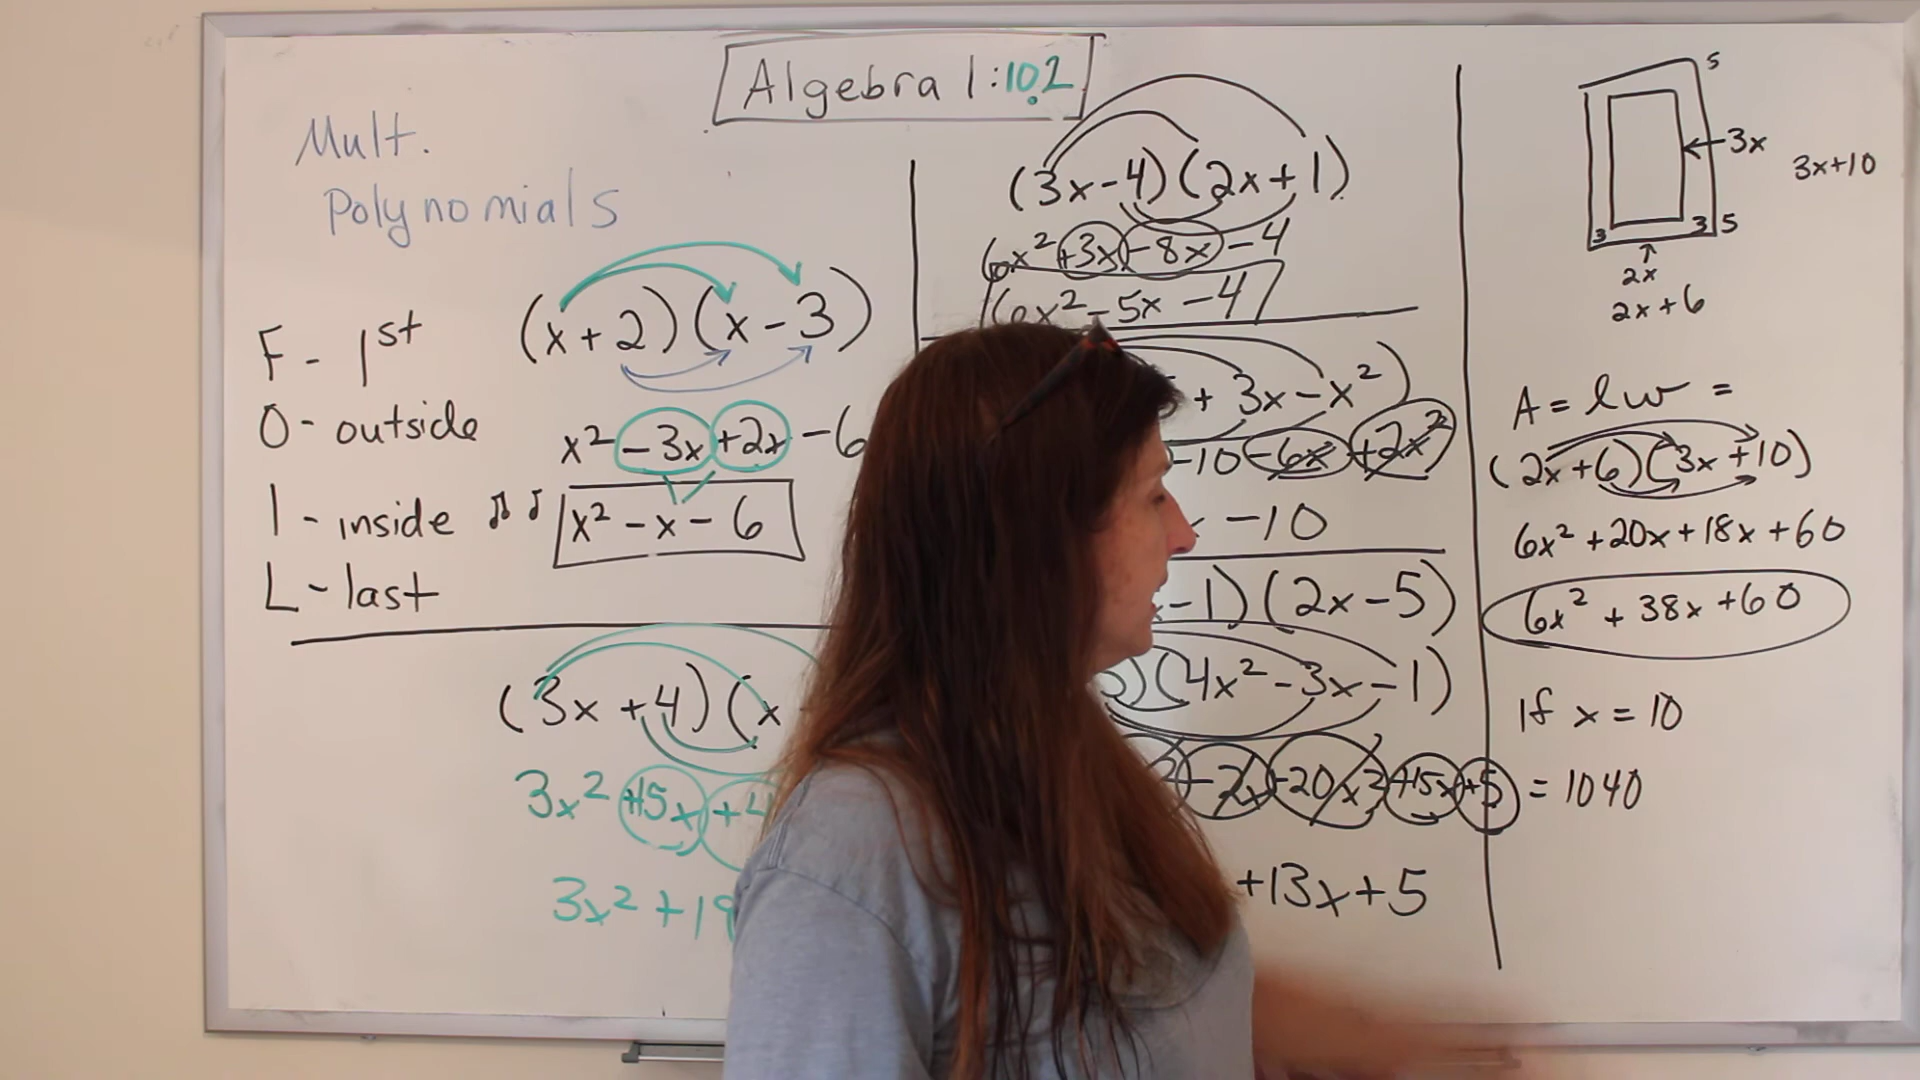 Algebra 1:10.2
Mult.
Polynomials
F - 1st
O - outside
I - inside
L - last
(x+2)(x-3)
x² -3x +2x -6
x² - x - 6
(3x+4)(x
3x² +15x +4
3x² +19
(3x-4)(2x+1)
6x² +3x -8x -4
6x² -5x -4
+ 3x - x²)
-10 -6x +2x²
-10
-1)(2x-5)
)(4x² -3x -1)
-2x -20x² +15x +5
+13x+5
5
3x
3x+10
3 3 5
2x
2x+6
A = lw =
(2x+6)(3x+10)
6x² +20x+18x+60
6x² + 38x +60
If x = 10
= 1040